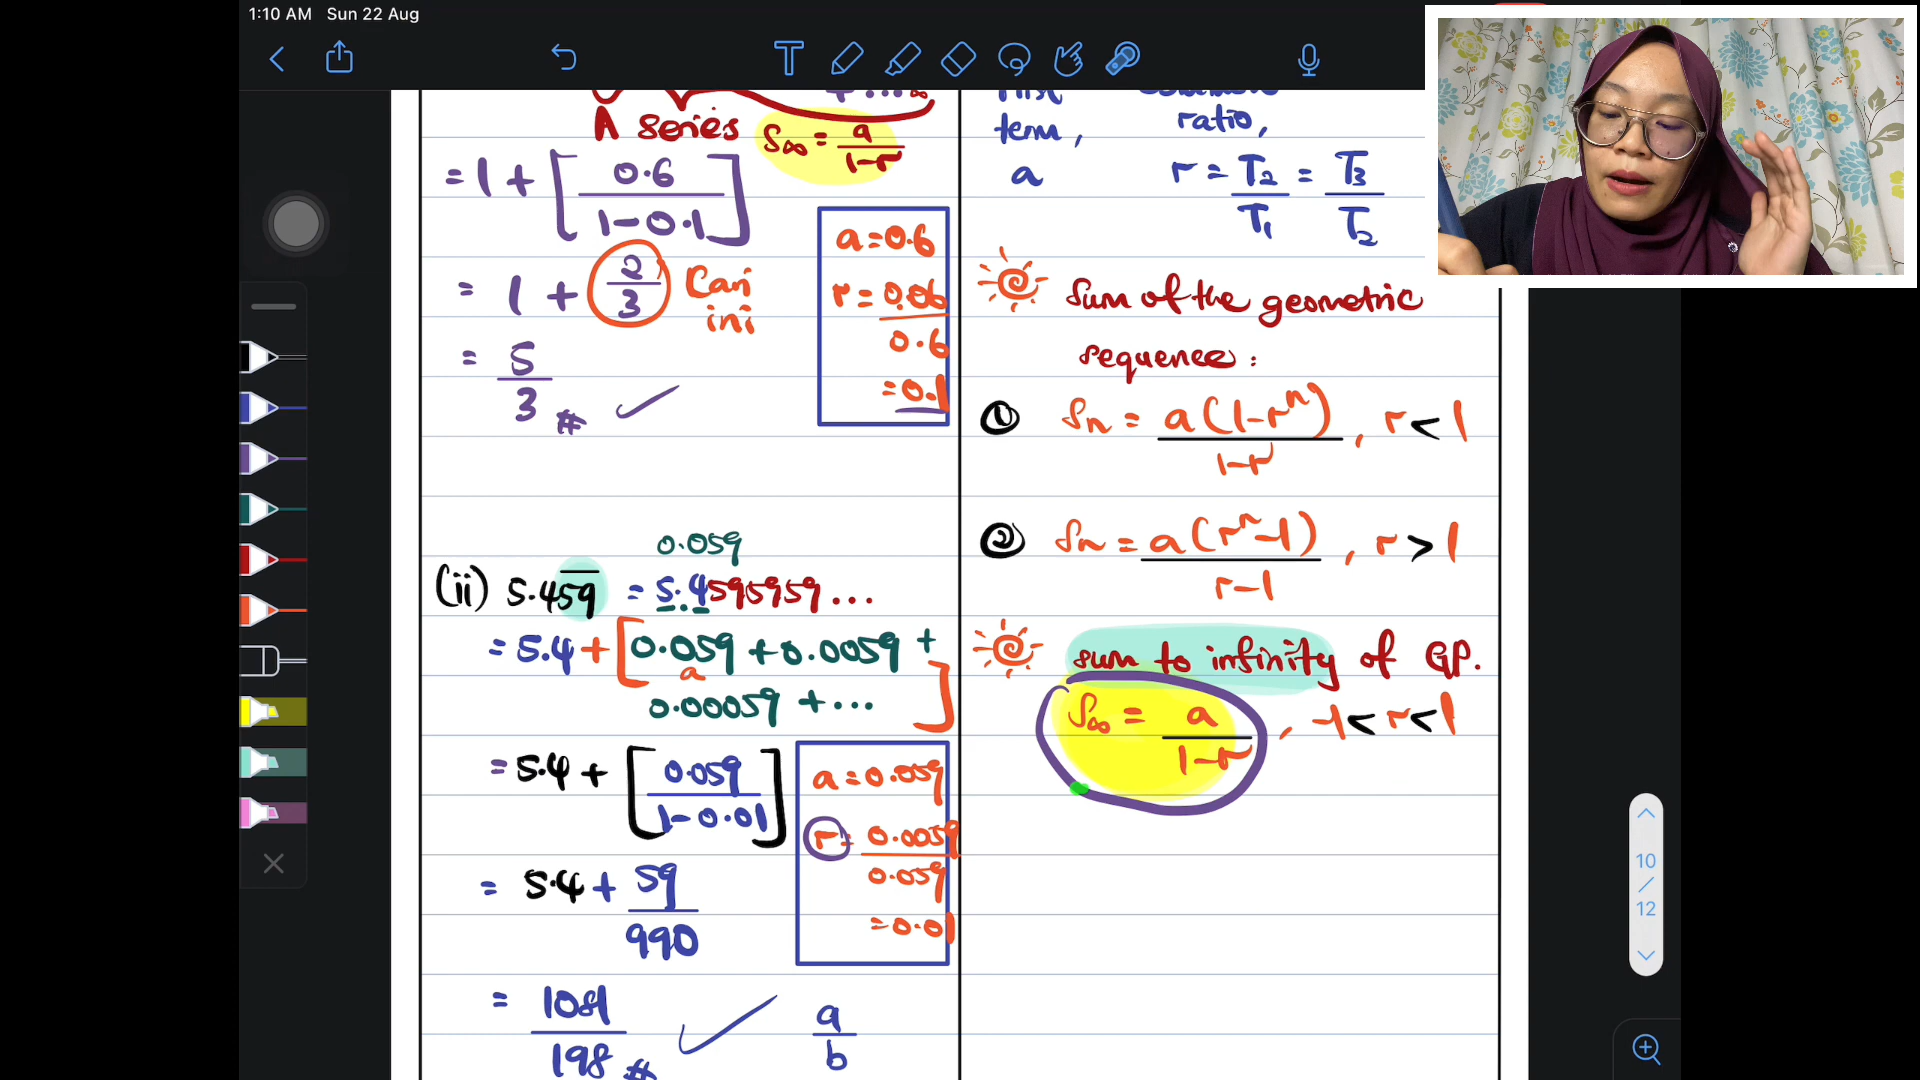 1:10 AM Sun 22 Aug
+ ... ∞
A series S∞ = a/1-r
= 1 + [0.6/1-0.1]
= 1 + 2/3 Cari ini
= 5/3 #
a = 0.6
r = 0.06/0.6
= 0.1
0.059
(ii) 5.459 = 5.4595959...
= 5.4 + [0.059 + 0.0059 +
a
0.00059 + ...]
= 5.4 + [0.059/1-0.01]
= 5.4 + 59/990
= 1081/198 #
a = 0.059
r = 0.0059/0.059
= 0.01
a/b
term, ratio,
a r = T2/T1 = T3/T2
Sum of the geometric
sequence :
① Sn = a(1-rⁿ)/1-r , r < 1
② Sn = a(rⁿ-1)/r-1 , r > 1
sum to infinity of GP.
S∞ = a/1-r , -1 < r < 1
10
/
12